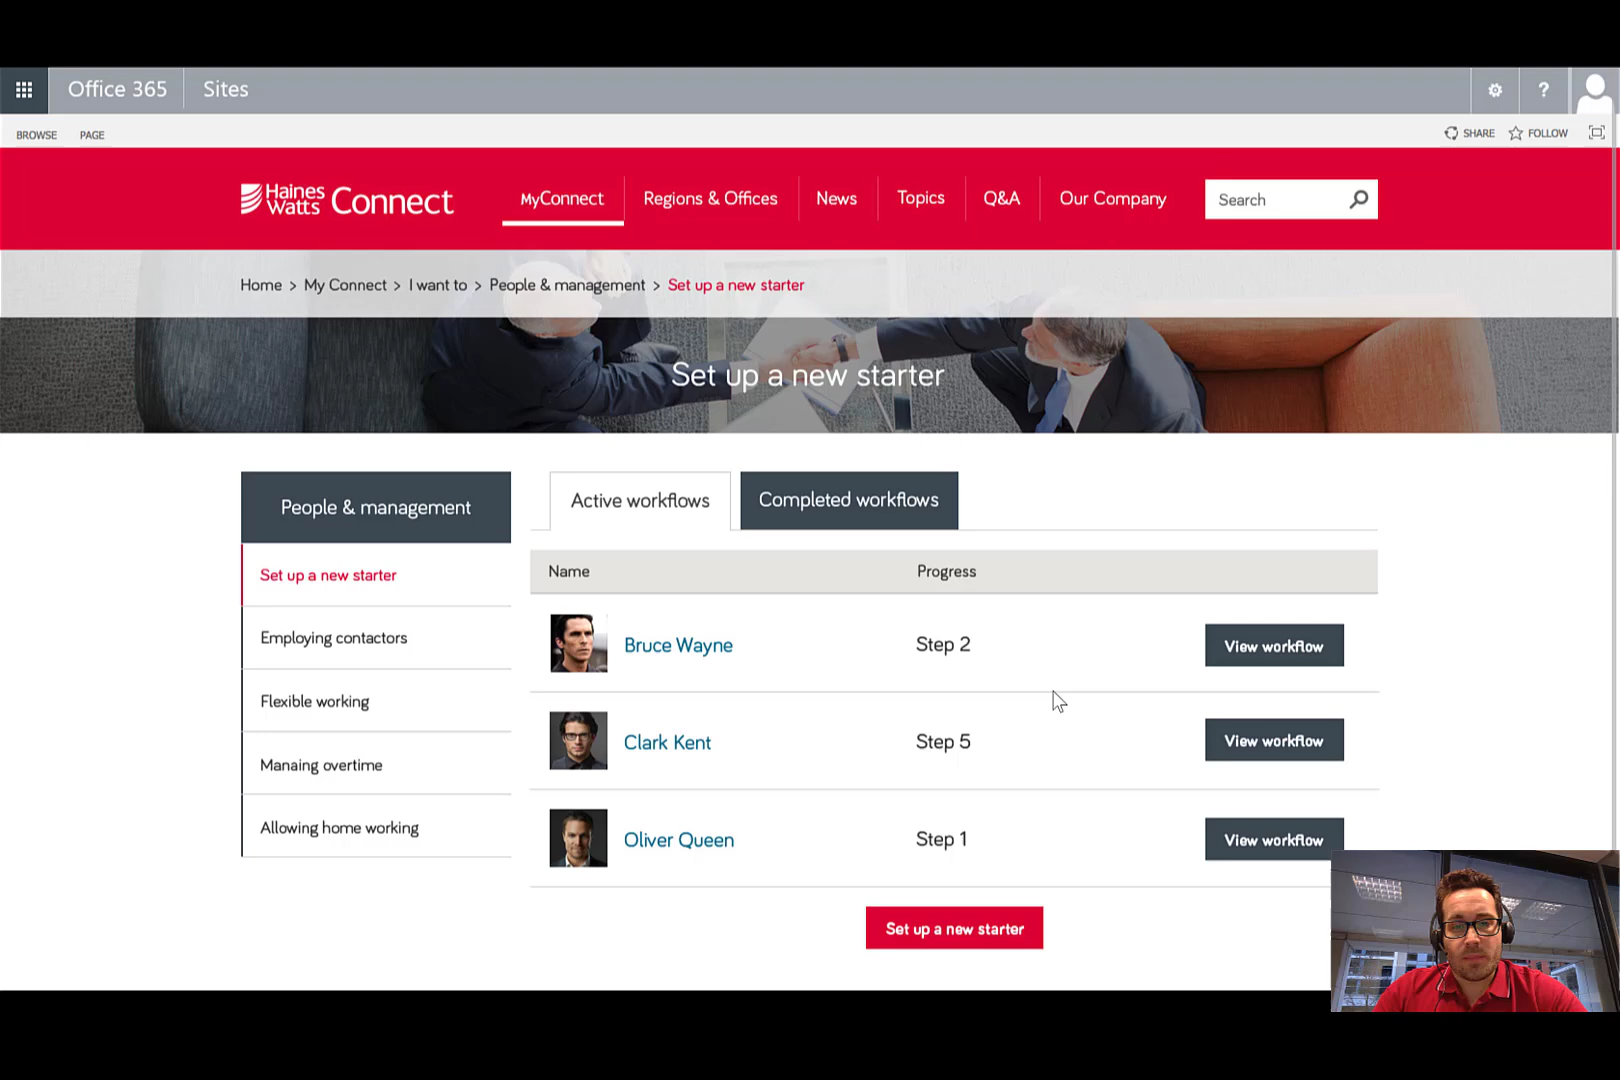 Office 365
Sites
BROWSE
PAGE
SHARE
FOLLOW
Haines Watts Connect
MyConnect
Regions & Offices
News
Topics
Q&A
Our Company
Search
Home > My Connect > I want to > People & management > Set up a new starter
Set up a new starter
People & management
Set up a new starter
Employing contactors
Flexible working
Manaing overtime
Allowing home working
Active workflows
Completed workflows
Name
Progress
Bruce Wayne
Step 2
View workflow
Clark Kent
Step 5
View workflow
Oliver Queen
Step 1
View workflow
Set up a new starter